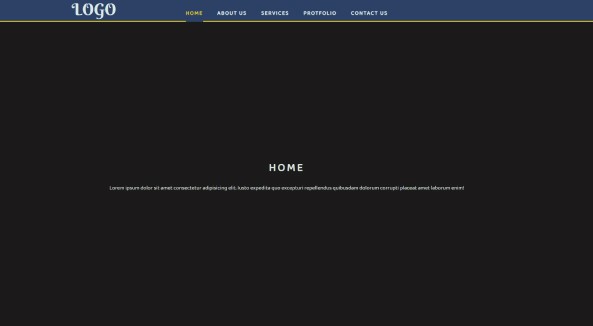 LOGO
HOME ABOUT US SERVICES PROTFOLIO CONTACT US
HOME
Lorem ipsum dolor sit amet consectetur adipisicing elit. Iusto expedita quo excepturi repellendus quibusdam dolorum corrupti placeat amet laborum enim!